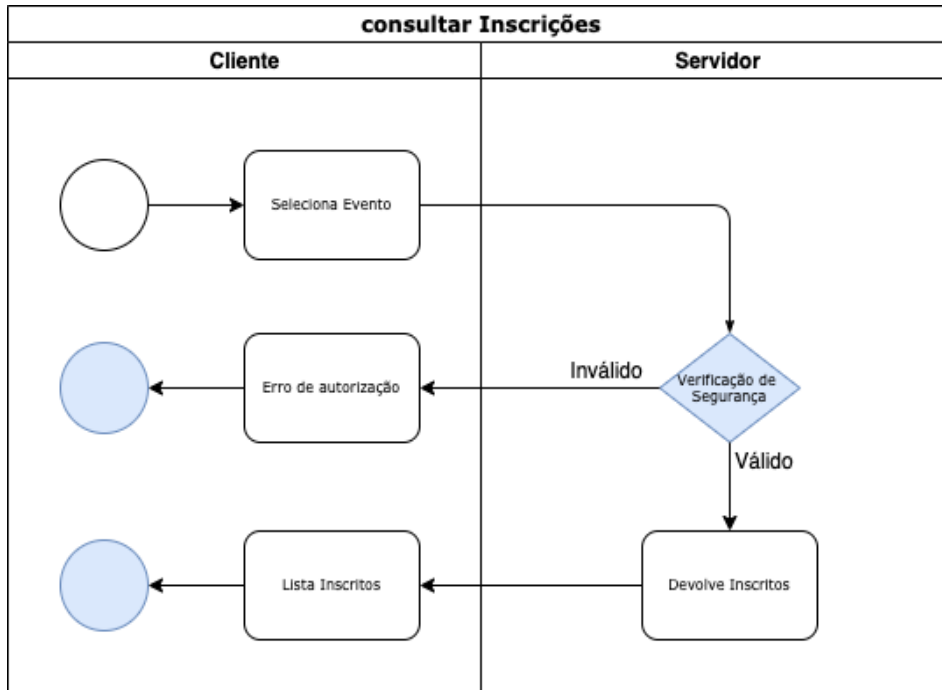 consultar Inscrições
Cliente
Servidor
Seleciona Evento
Erro de autorização
Inválido
Verificação de
Segurança
Válido
Lista Inscritos
Devolve Inscritos